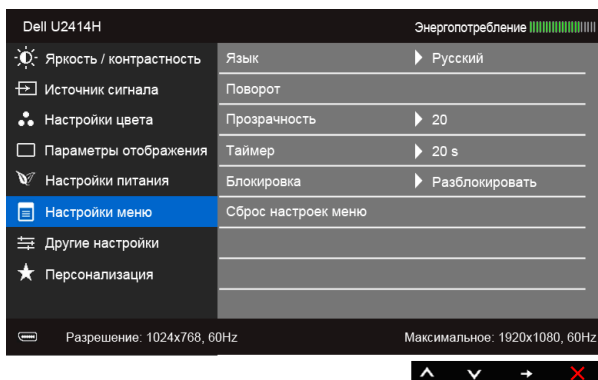 Dell U2414H
Энергопотребление
Яркость / контрастность
Язык
Русский
Источник сигнала
Поворот
Настройки цвета
Прозрачность
20
Параметры отображения
Таймер
20 s
Настройки питания
Блокировка
Разблокировать
Настройки меню
Сброс настроек меню
Другие настройки
Персонализация
Разрешение: 1024x768, 60Hz
Максимальное: 1920x1080, 60Hz